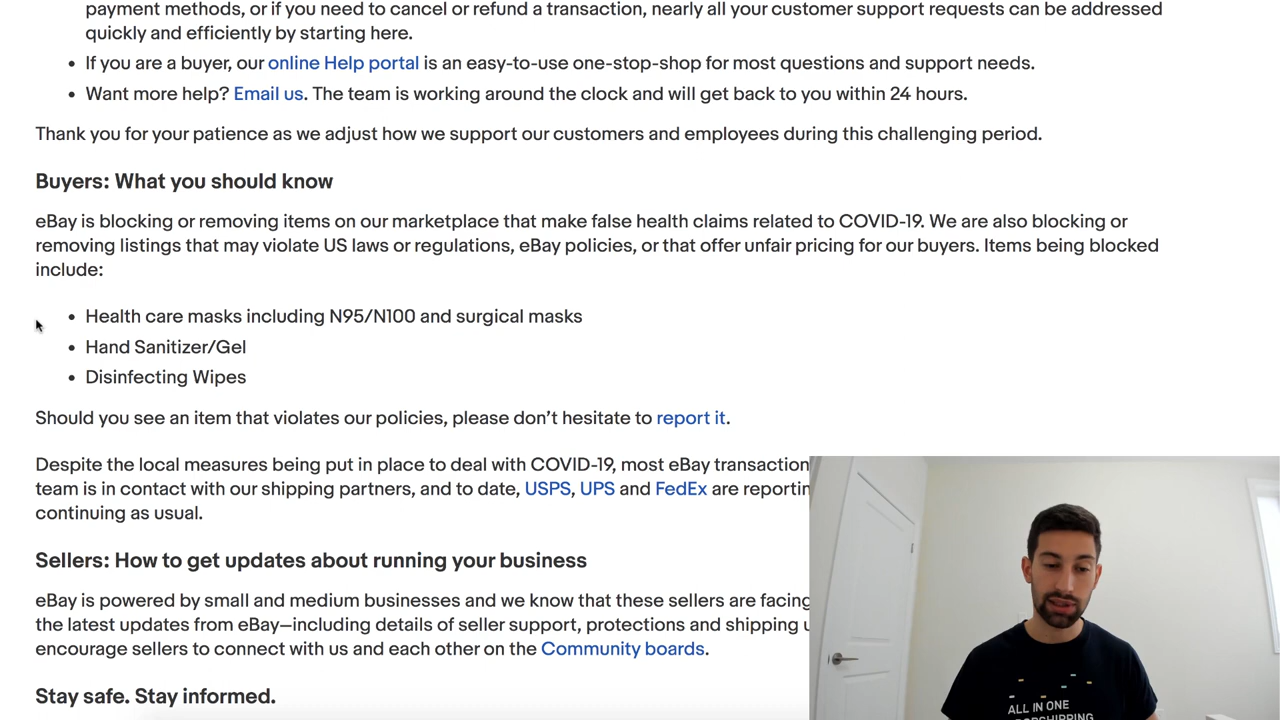 payment methods, or if you need to cancel or refund a transaction, nearly all your customer support requests can be addressed
quickly and efficiently by starting here.
• If you are a buyer, our online Help portal is an easy-to-use one-stop-shop for most questions and support needs.
• Want more help? Email us. The team is working around the clock and will get back to you within 24 hours.
Thank you for your patience as we adjust how we support our customers and employees during this challenging period.
Buyers: What you should know
eBay is blocking or removing items on our marketplace that make false health claims related to COVID-19. We are also blocking or
removing listings that may violate US laws or regulations, eBay policies, or that offer unfair pricing for our buyers. Items being blocked
include:
• Health care masks including N95/N100 and surgical masks
• Hand Sanitizer/Gel
• Disinfecting Wipes
Should you see an item that violates our policies, please don't hesitate to report it.
Despite the local measures being put in place to deal with COVID-19, most eBay transaction
team is in contact with our shipping partners, and to date, USPS, UPS and FedEx are reportin
continuing as usual.
Sellers: How to get updates about running your business
eBay is powered by small and medium businesses and we know that these sellers are facing
the latest updates from eBay—including details of seller support, protections and shipping
encourage sellers to connect with us and each other on the Community boards.
Stay safe. Stay informed.
ALL IN ONE